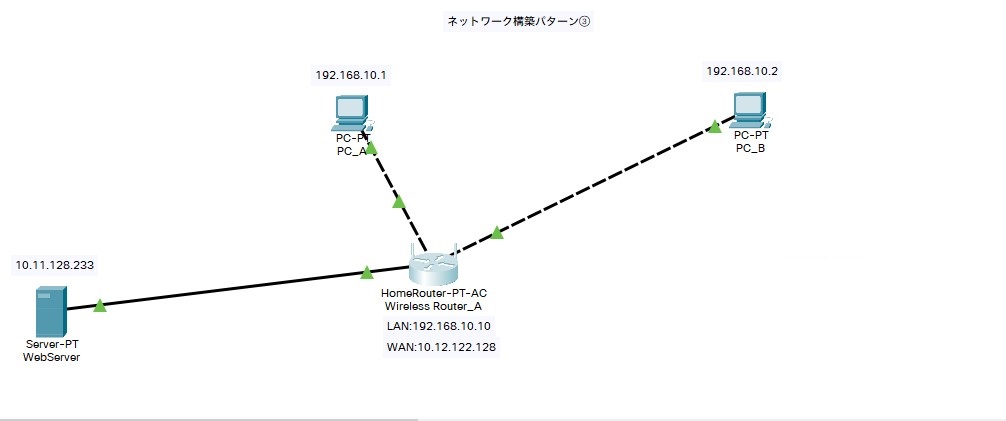 ネットワーク構築パターン③
192.168.10.1
PC-PT
PC_A
192.168.10.2
PC-PT
PC_B
10.11.128.233
Server-PT
WebServer
HomeRouter-PT-AC
Wireless Router_A
LAN:192.168.10.10
WAN:10.12.122.128